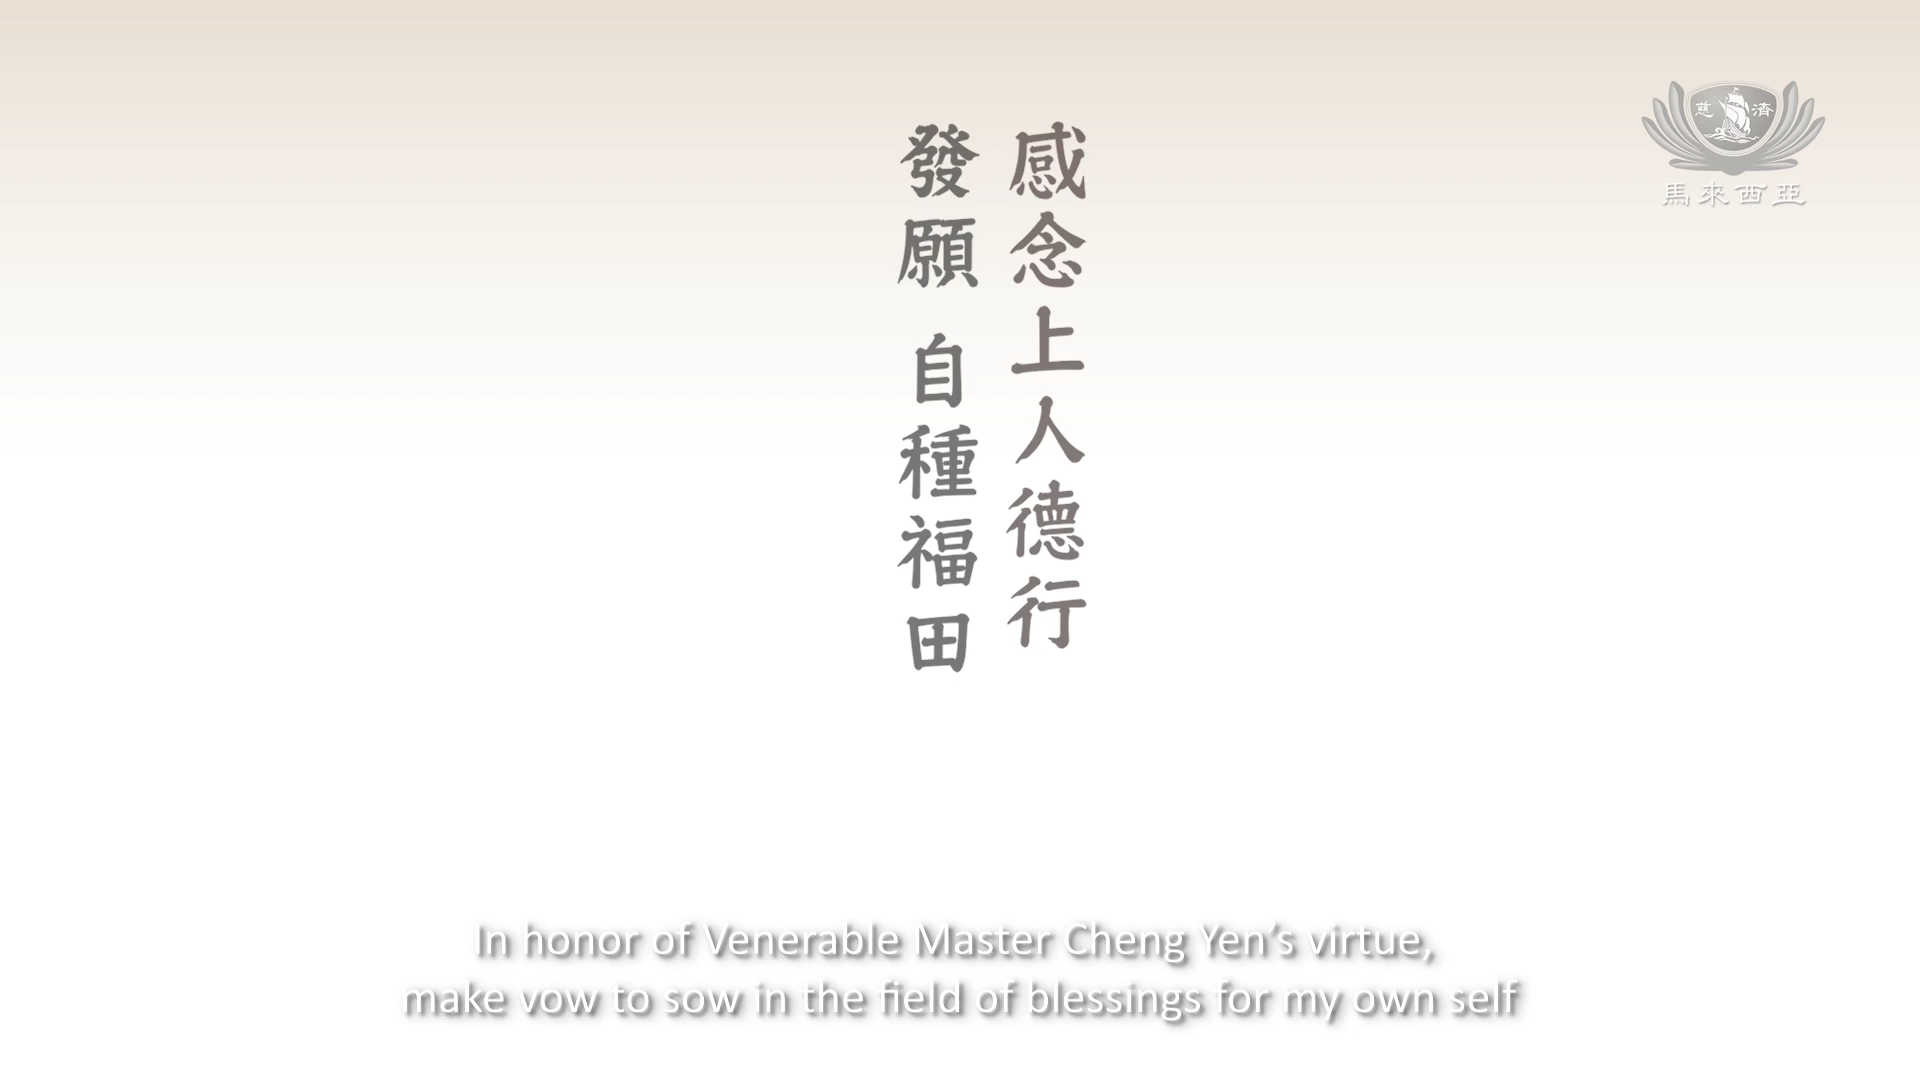 感念上人德行
發願 自種福田
慈濟
馬來西亞
In honor of Venerable Master Cheng Yen’s virtue,
make vow to sow in the field of blessings for my own self